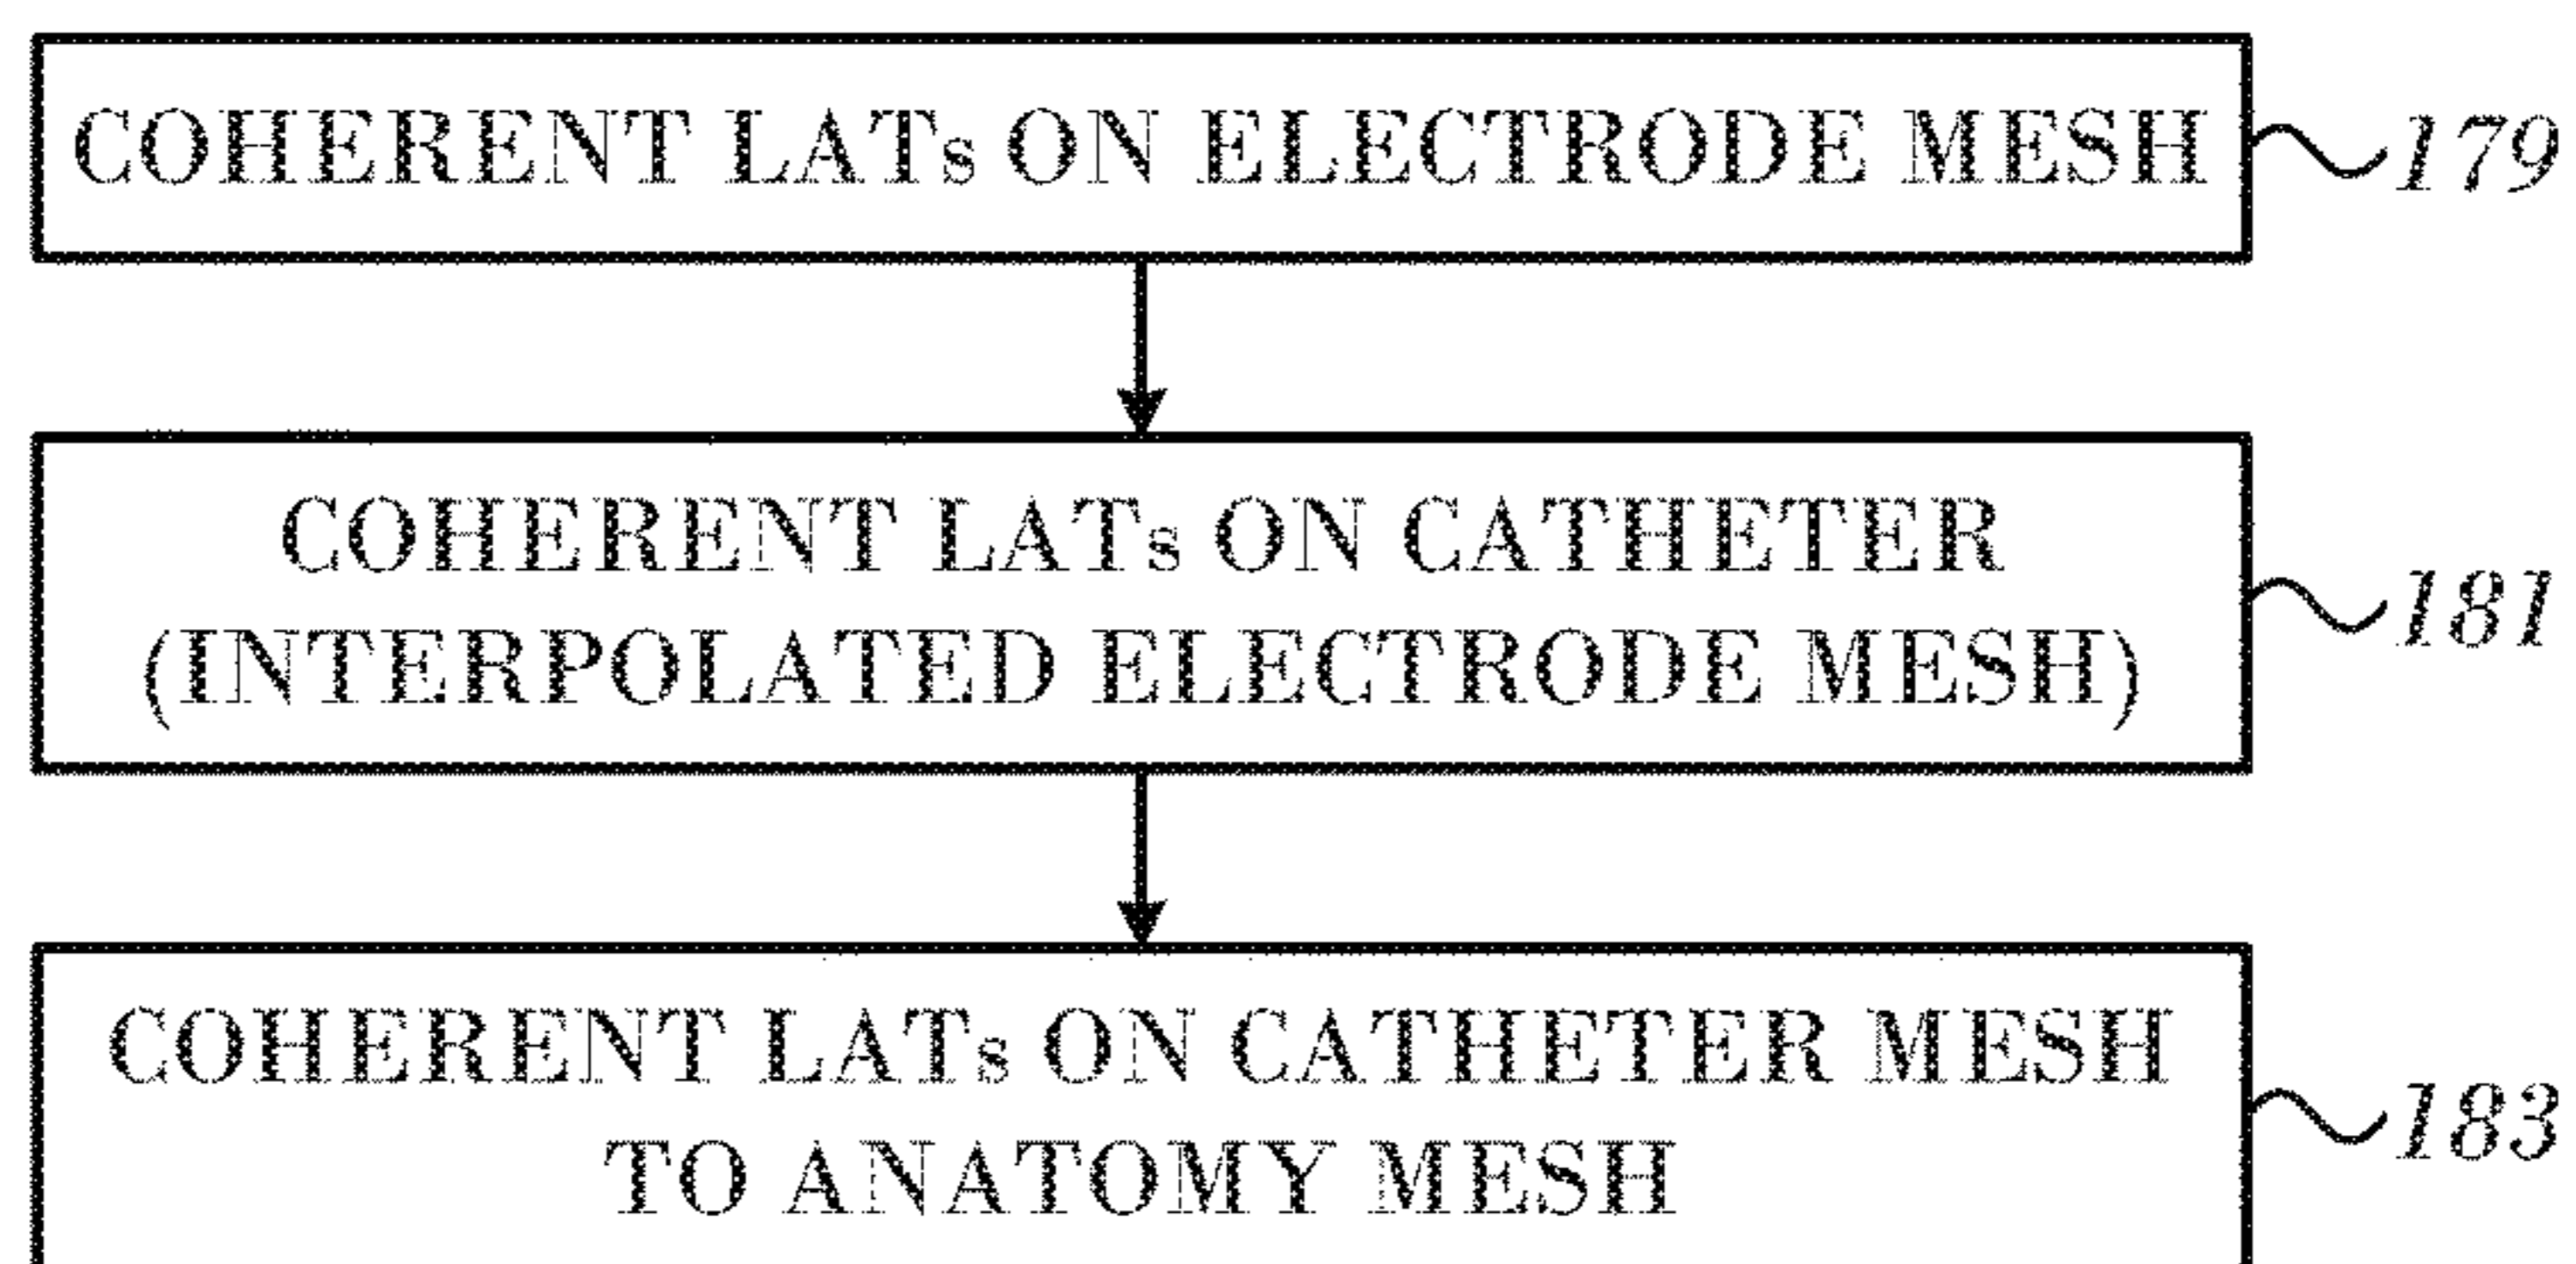 COHERENT LATs ON ELECTRODE MESH
179
COHERENT LATs ON CATHETER
(INTERPOLATED ELECTRODE MESH)
181
COHERENT LATs ON CATHETER MESH
TO ANATOMY MESH
183